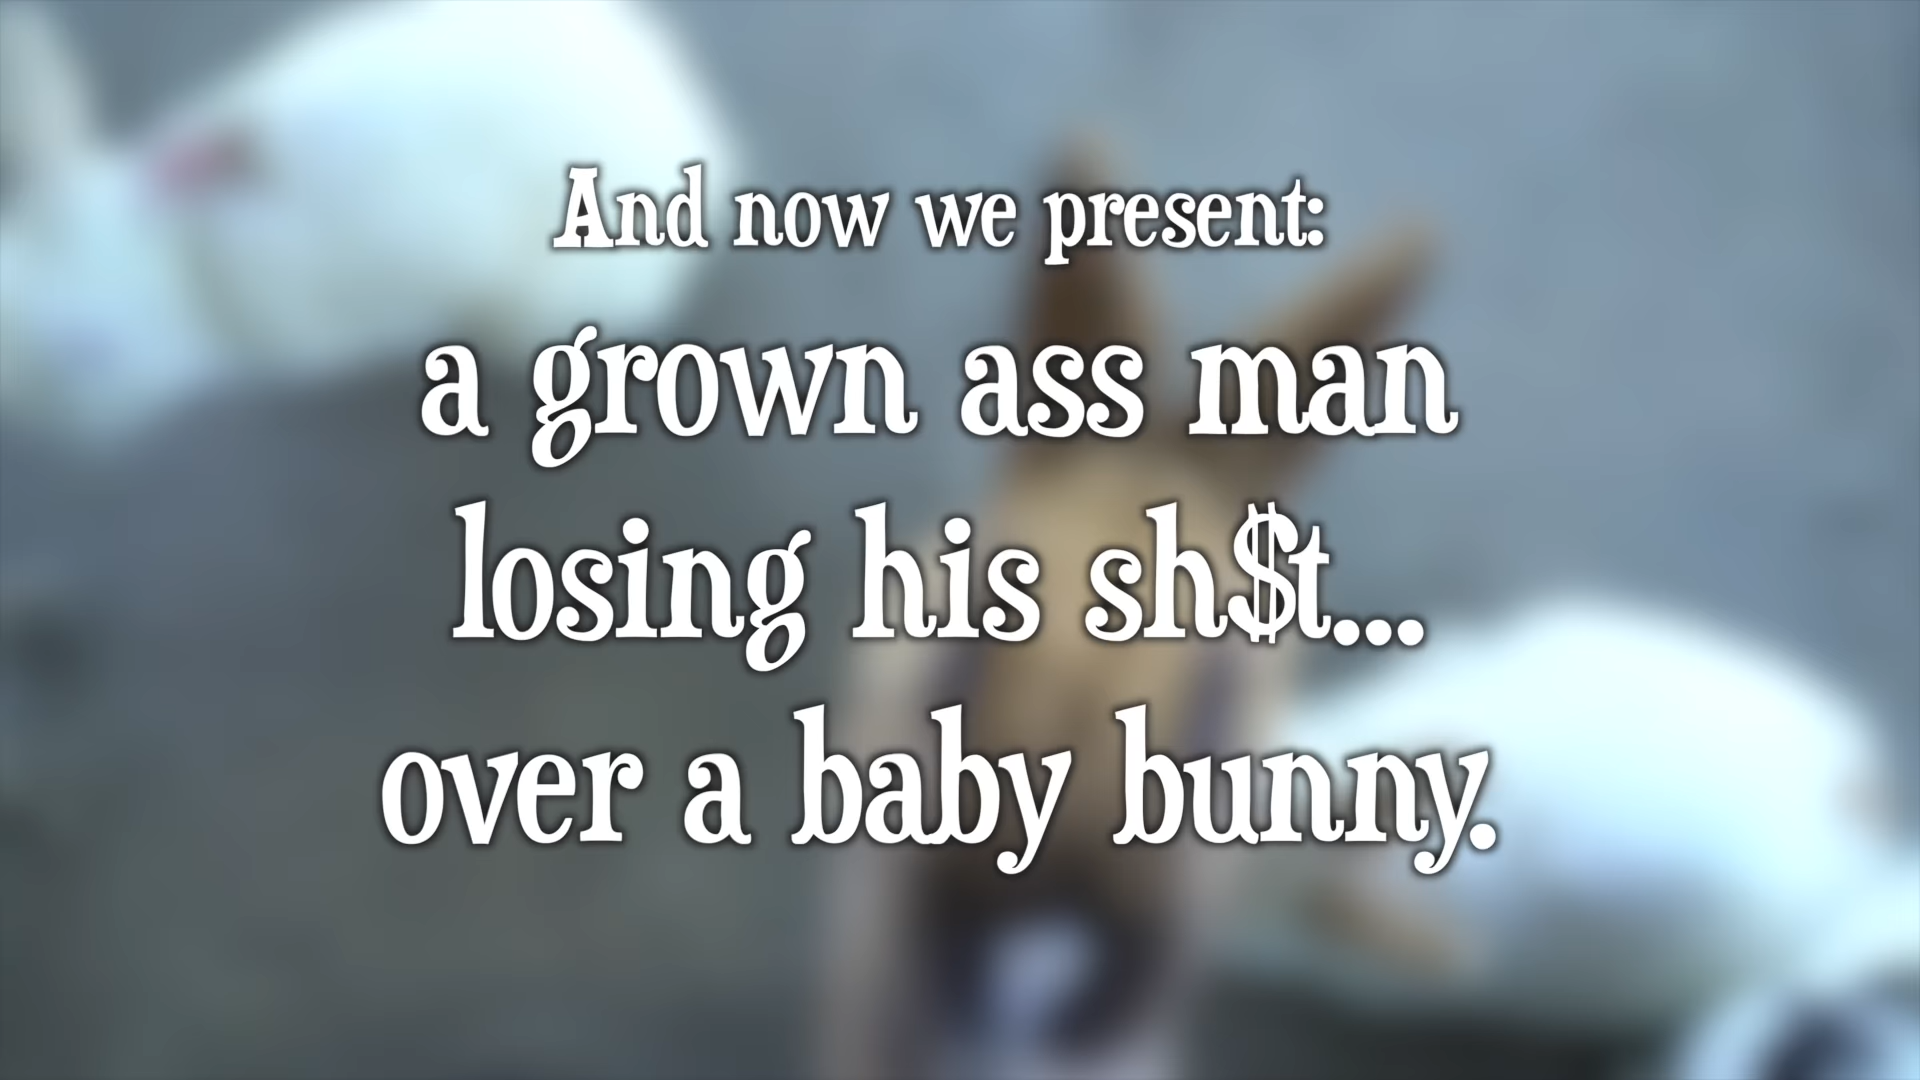 And now we present:
a grown ass man
losing his sh$t...
over a baby bunny.